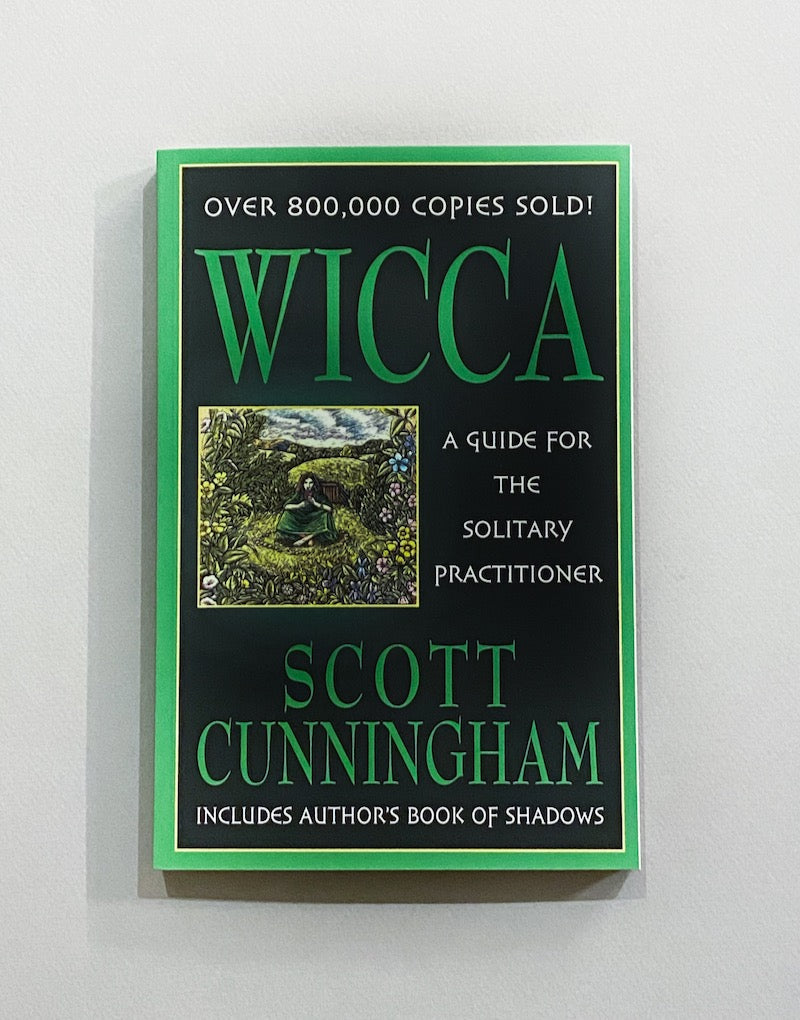 OVER 800,000 COPIES SOLD!
WICCA
A GUIDE FOR
THE
SOLITARY
PRACTITIONER
SCOTT
CUNNINGHAM
INCLUDES AUTHOR'S BOOK OF SHADOWS